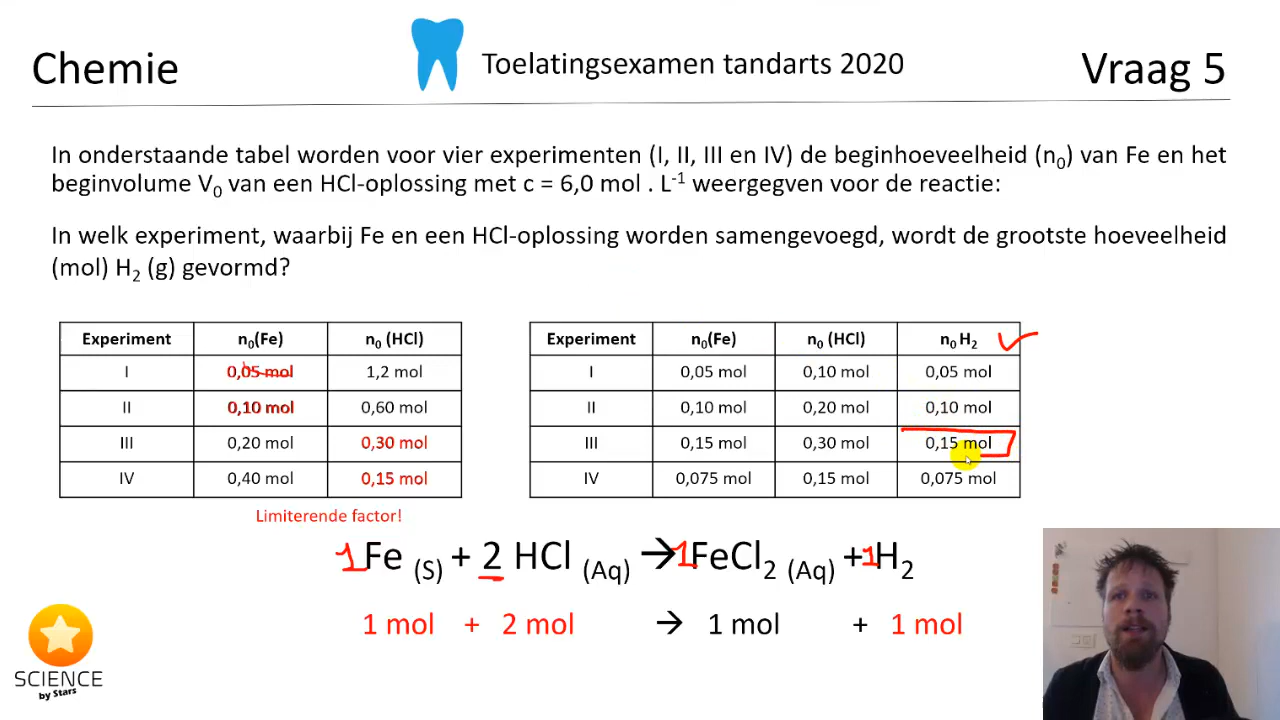 Chemie
Toelatingsexamen tandarts 2020
Vraag 5
In onderstaande tabel worden voor vier experimenten (I, II, III en IV) de beginhoeveelheid (n₀) van Fe en het
beginvolume V₀ van een HCl-oplossing met c = 6,0 mol . L⁻¹ weergegven voor de reactie:
In welk experiment, waarbij Fe en een HCl-oplossing worden samengevoegd, wordt de grootste hoeveelheid
(mol) H₂ (g) gevormd?
Experiment n₀(Fe) n₀ (HCl)
I 0,05 mol 1,2 mol
II 0,10 mol 0,60 mol
III 0,20 mol 0,30 mol
IV 0,40 mol 0,15 mol
Limiterende factor!
Experiment n₀(Fe) n₀ (HCl) n₀ H₂
I 0,05 mol 0,10 mol 0,05 mol
II 0,10 mol 0,20 mol 0,10 mol
III 0,15 mol 0,30 mol 0,15 mol
IV 0,075 mol 0,15 mol 0,075 mol
1Fe (S) + 2 HCl (Aq) → 1FeCl₂ (Aq) + 1H₂
1 mol + 2 mol → 1 mol + 1 mol
SCIENCE
by Stars